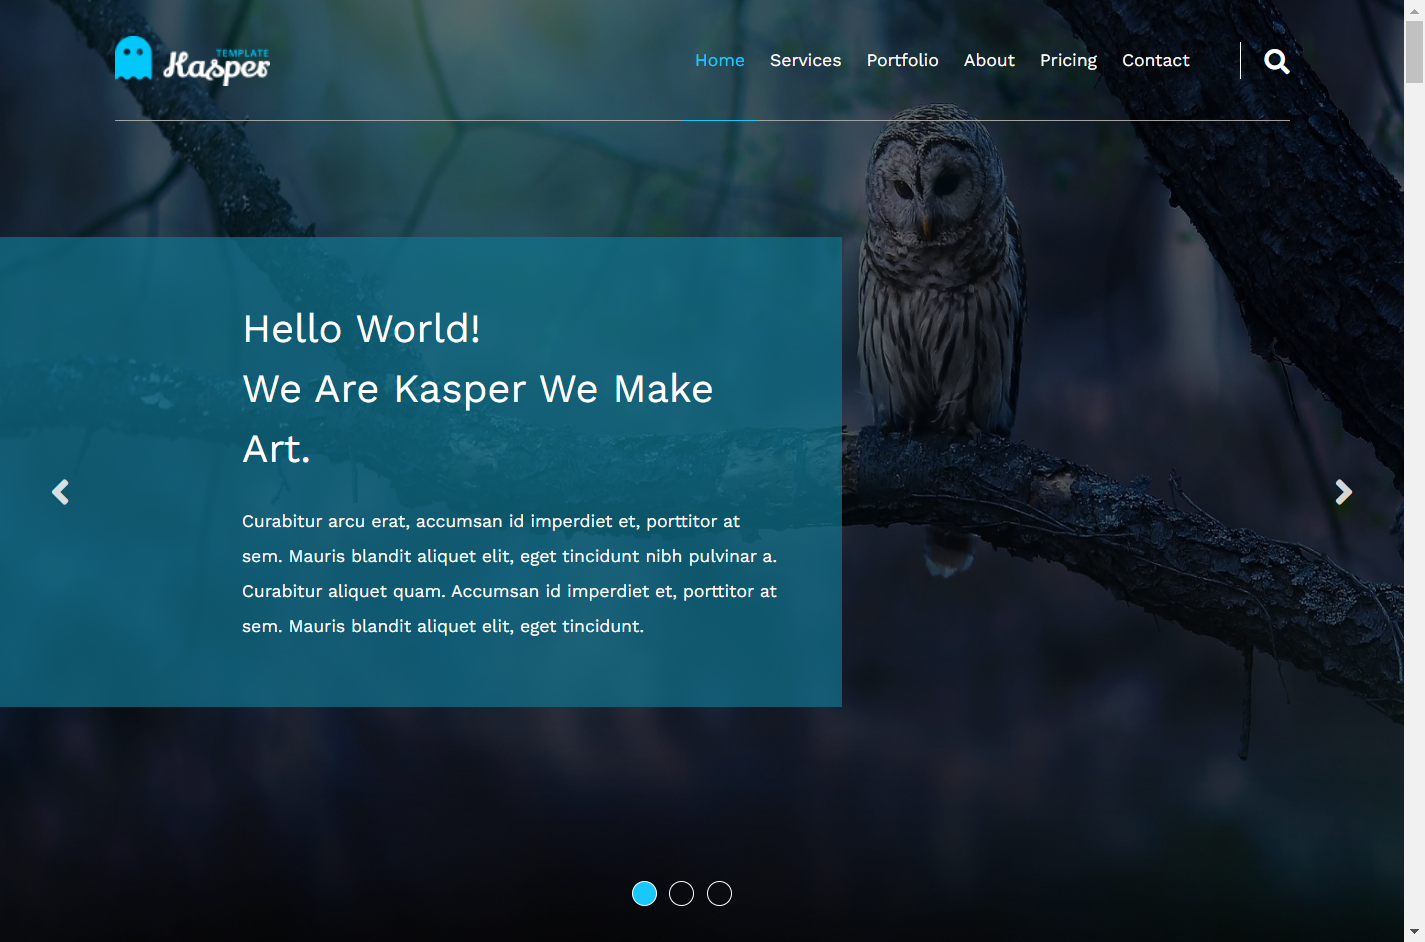 TEMPLATE
Kasper
Home Services Portfolio About Pricing Contact
Hello World!
We Are Kasper We Make
Art.
Curabitur arcu erat, accumsan id imperdiet et, porttitor at
sem. Mauris blandit aliquet elit, eget tincidunt nibh pulvinar a.
Curabitur aliquet quam. Accumsan id imperdiet et, porttitor at
sem. Mauris blandit aliquet elit, eget tincidunt.